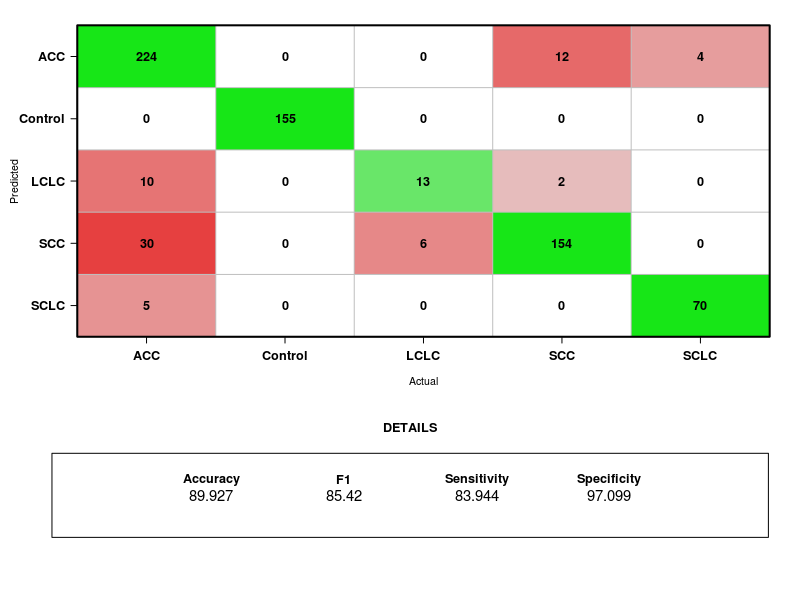 ACC 224 0 0 12 4
Control 0 155 0 0 0
LCLC 10 0 13 2 0
SCC 30 0 6 154 0
SCLC 5 0 0 0 70
Predicted
ACC Control LCLC SCC SCLC
Actual
DETAILS
Accuracy F1 Sensitivity Specificity
89.927 85.42 83.944 97.099